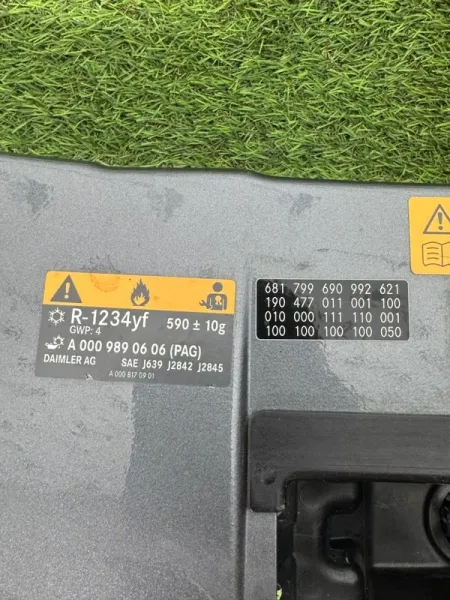 R-1234yf 590 ± 10g
GWP: 4
A 000 989 06 06 (PAG)
DAIMLER AG SAE J639 J2842 J2845
A 000 817 09 01
681 799 690 992 621
190 477 011 001 100
010 000 111 110 001
100 100 100 100 050